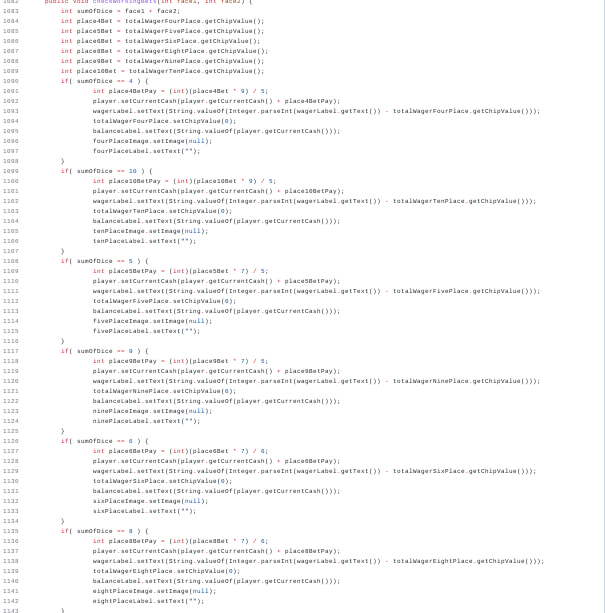 1082 public void checkWorkingBets(int face1, int face2) {
1083 int sumOfDice = face1 + face2;
1084 int place4Bet = totalWagerFourPlace.getChipValue();
1085 int place5Bet = totalWagerFivePlace.getChipValue();
1086 int place6Bet = totalWagerSixPlace.getChipValue();
1087 int place8Bet = totalWagerEightPlace.getChipValue();
1088 int place9Bet = totalWagerNinePlace.getChipValue();
1089 int place10Bet = totalWagerTenPlace.getChipValue();
1090 if( sumOfDice == 4 ) {
1091 int place4BetPay = (int)(place4Bet * 9) / 5;
1092 player.setCurrentCash(player.getCurrentCash() + place4BetPay);
1093 wagerLabel.setText(String.valueOf(Integer.parseInt(wagerLabel.getText()) - totalWagerFourPlace.getChipValue()));
1094 totalWagerFourPlace.setChipValue(0);
1095 balanceLabel.setText(String.valueOf(player.getCurrentCash()));
1096 fourPlaceImage.setImage(null);
1097 fourPlaceLabel.setText("");
1098 }
1099 if( sumOfDice == 10 ) {
1100 int place10BetPay = (int)(place10Bet * 9) / 5;
1101 player.setCurrentCash(player.getCurrentCash() + place10BetPay);
1102 wagerLabel.setText(String.valueOf(Integer.parseInt(wagerLabel.getText()) - totalWagerTenPlace.getChipValue()));
1103 totalWagerTenPlace.setChipValue(0);
1104 balanceLabel.setText(String.valueOf(player.getCurrentCash()));
1105 tenPlaceImage.setImage(null);
1106 tenPlaceLabel.setText("");
1107 }
1108 if( sumOfDice == 5 ) {
1109 int place5BetPay = (int)(place5Bet * 7) / 5;
1110 player.setCurrentCash(player.getCurrentCash() + place5BetPay);
1111 wagerLabel.setText(String.valueOf(Integer.parseInt(wagerLabel.getText()) - totalWagerFivePlace.getChipValue()));
1112 totalWagerFivePlace.setChipValue(0);
1113 balanceLabel.setText(String.valueOf(player.getCurrentCash()));
1114 fivePlaceImage.setImage(null);
1115 fivePlaceLabel.setText("");
1116 }
1117 if( sumOfDice == 9 ) {
1118 int place9BetPay = (int)(place9Bet * 7) / 5;
1119 player.setCurrentCash(player.getCurrentCash() + place9BetPay);
1120 wagerLabel.setText(String.valueOf(Integer.parseInt(wagerLabel.getText()) - totalWagerNinePlace.getChipValue()));
1121 totalWagerNinePlace.setChipValue(0);
1122 balanceLabel.setText(String.valueOf(player.getCurrentCash()));
1123 ninePlaceImage.setImage(null);
1124 ninePlaceLabel.setText("");
1125 }
1126 if( sumOfDice == 6 ) {
1127 int place6BetPay = (int)(place6Bet * 7) / 6;
1128 player.setCurrentCash(player.getCurrentCash() + place6BetPay);
1129 wagerLabel.setText(String.valueOf(Integer.parseInt(wagerLabel.getText()) - totalWagerSixPlace.getChipValue()));
1130 totalWagerSixPlace.setChipValue(0);
1131 balanceLabel.setText(String.valueOf(player.getCurrentCash()));
1132 sixPlaceImage.setImage(null);
1133 sixPlaceLabel.setText("");
1134 }
1135 if( sumOfDice == 8 ) {
1136 int place8BetPay = (int)(place8Bet * 7) / 6;
1137 player.setCurrentCash(player.getCurrentCash() + place8BetPay);
1138 wagerLabel.setText(String.valueOf(Integer.parseInt(wagerLabel.getText()) - totalWagerEightPlace.getChipValue()));
1139 totalWagerEightPlace.setChipValue(0);
1140 balanceLabel.setText(String.valueOf(player.getCurrentCash()));
1141 eightPlaceImage.setImage(null);
1142 eightPlaceLabel.setText("");
1143 }